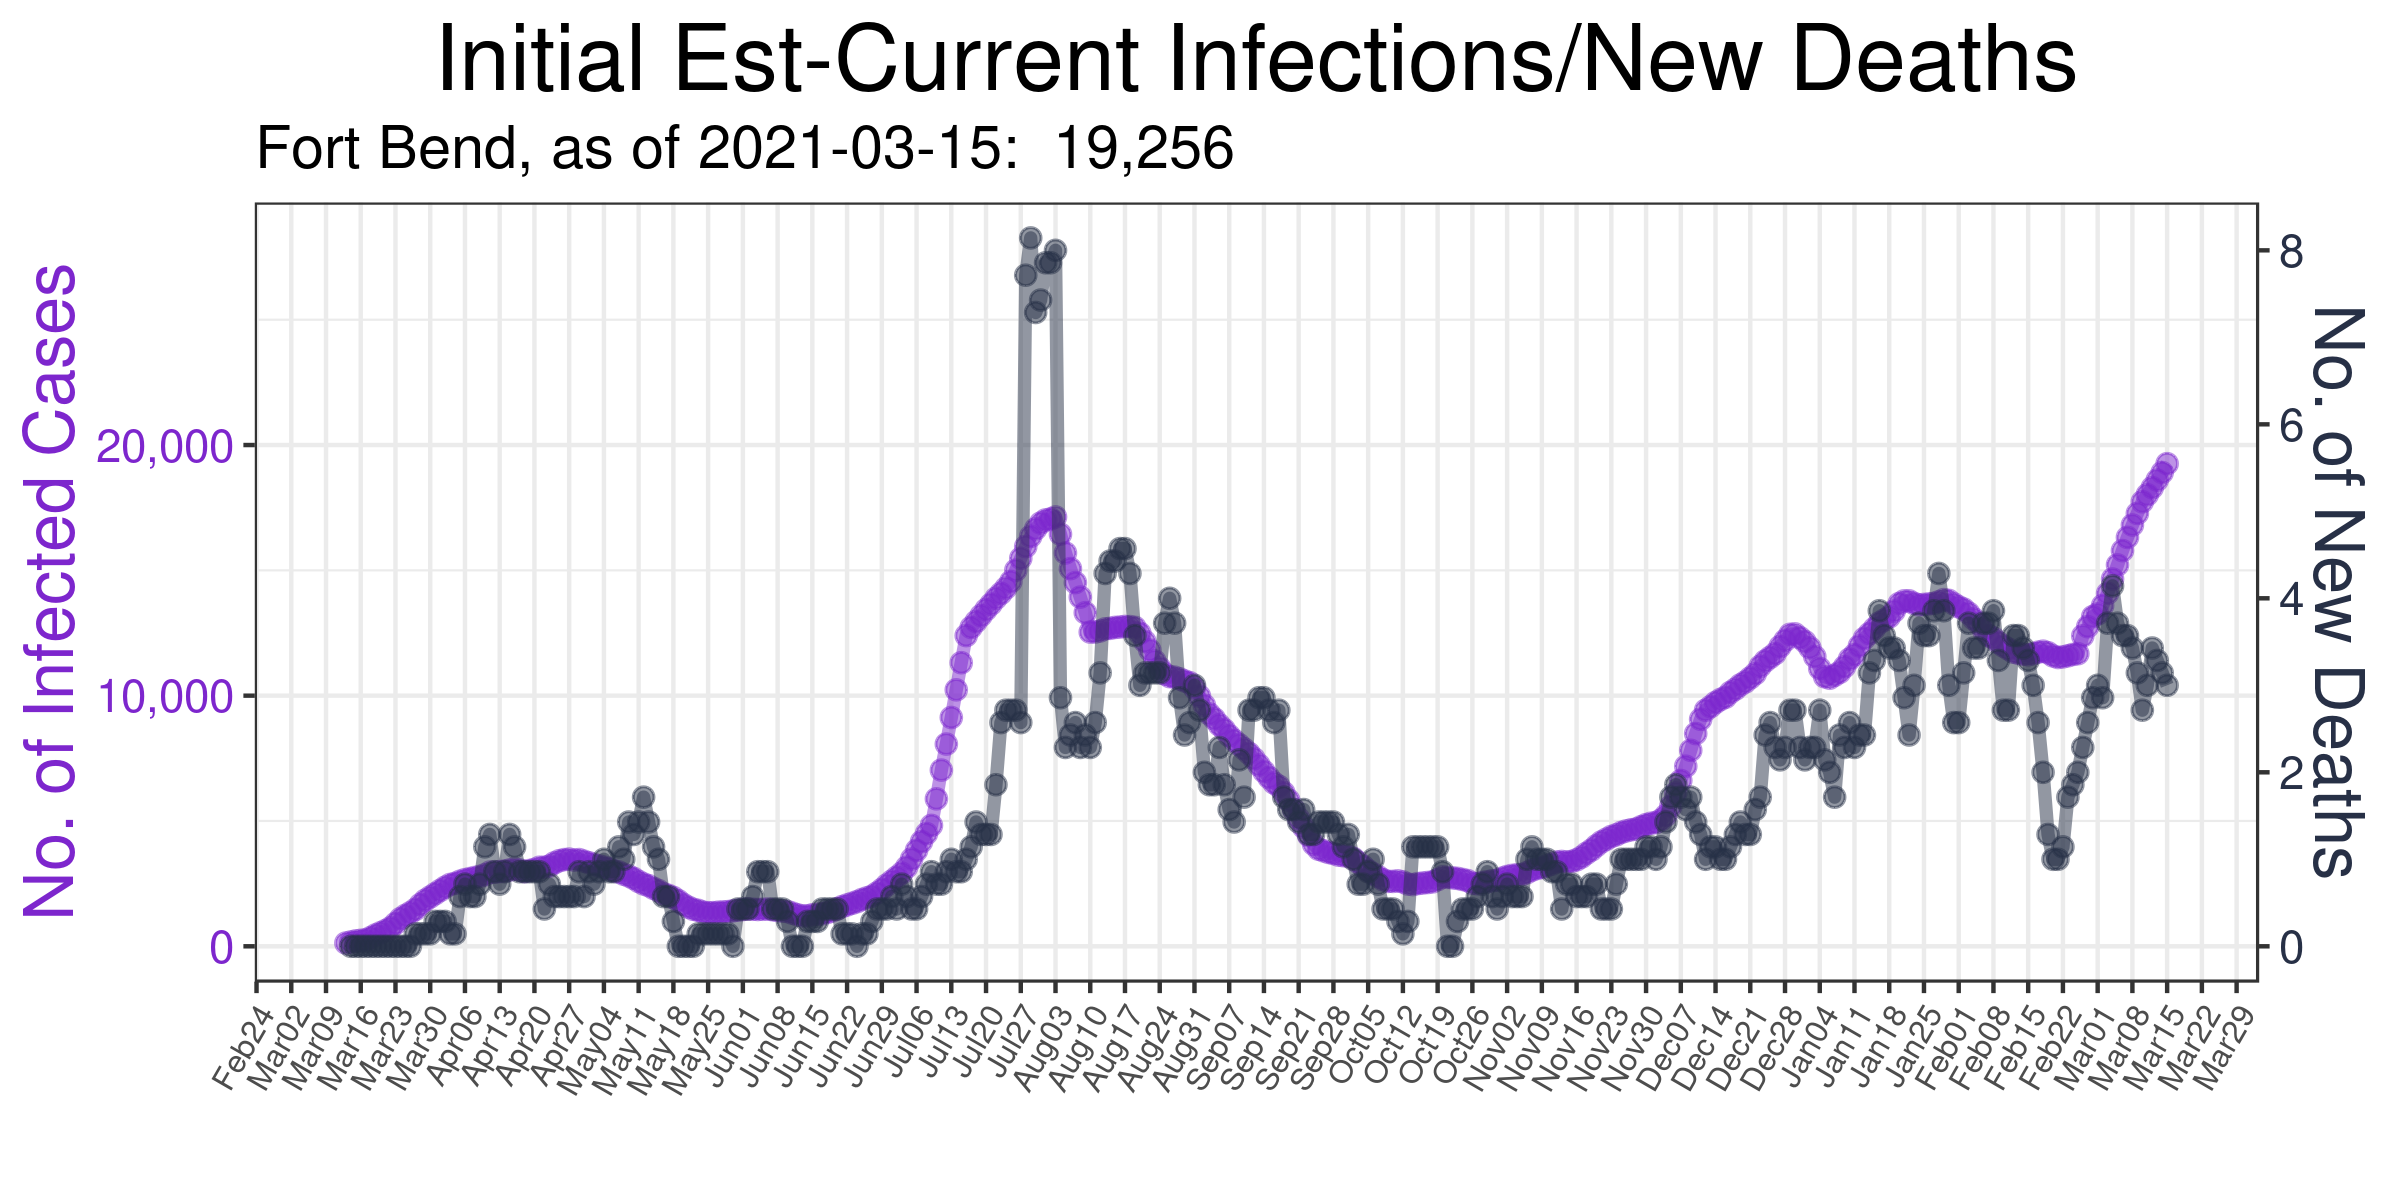 Initial Est-Current Infections/New Deaths
Fort Bend, as of 2021-03-15:  19,256
No. of Infected Cases
20,000
10,000
0
8
6
4
2
0
No. of New Deaths
Feb24
Mar02
Mar09
Mar16
Mar23
Mar30
Apr06
Apr13
Apr20
Apr27
May04
May11
May18
May25
Jun01
Jun08
Jun15
Jun22
Jun29
Jul06
Jul13
Jul20
Jul27
Aug03
Aug10
Aug17
Aug24
Aug31
Sep07
Sep14
Sep21
Sep28
Oct05
Oct12
Oct19
Oct26
Nov02
Nov09
Nov16
Nov23
Nov30
Dec07
Dec14
Dec21
Dec28
Jan04
Jan11
Jan18
Jan25
Feb01
Feb08
Feb15
Feb22
Mar01
Mar08
Mar15
Mar22
Mar29